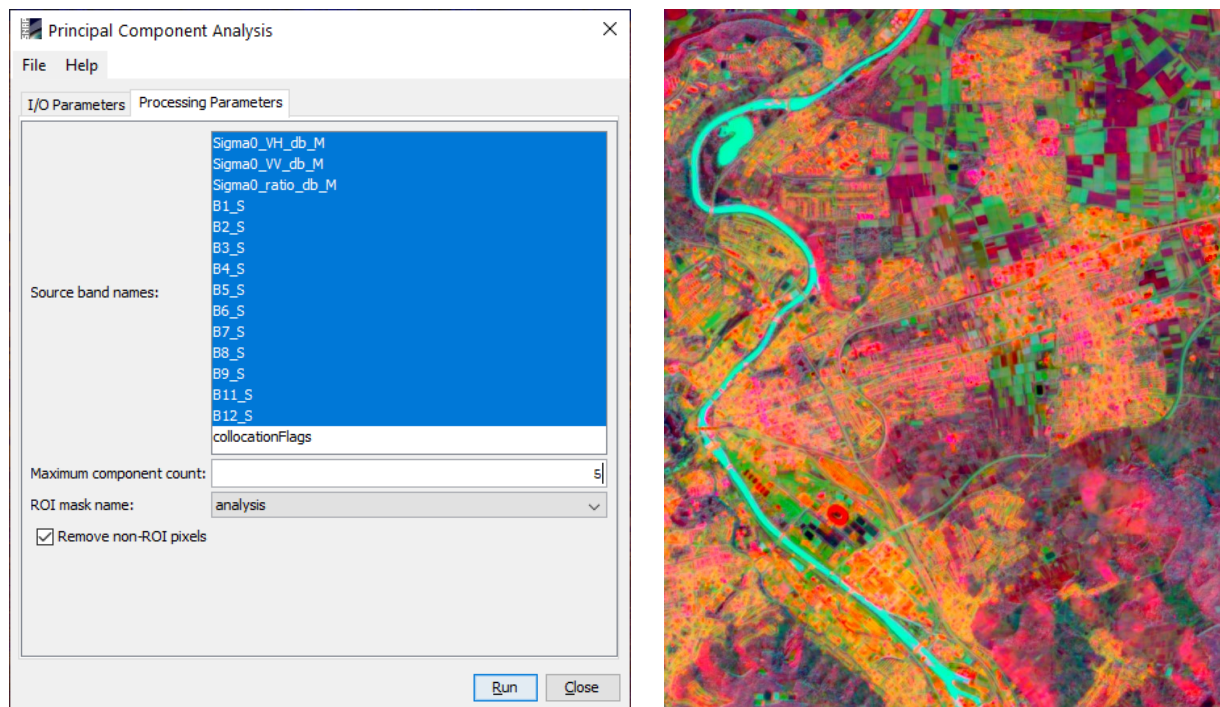 Principal Component Analysis
File Help
I/O Parameters Processing Parameters
Source band names:
Sigma0_VH_db_M
Sigma0_VV_db_M
Sigma0_ratio_db_M
B1_S
B2_S
B3_S
B4_S
B5_S
B6_S
B7_S
B8_S
B9_S
B11_S
B12_S
collocationFlags
Maximum component count: 5
ROI mask name: analysis
Remove non-ROI pixels
Run Close